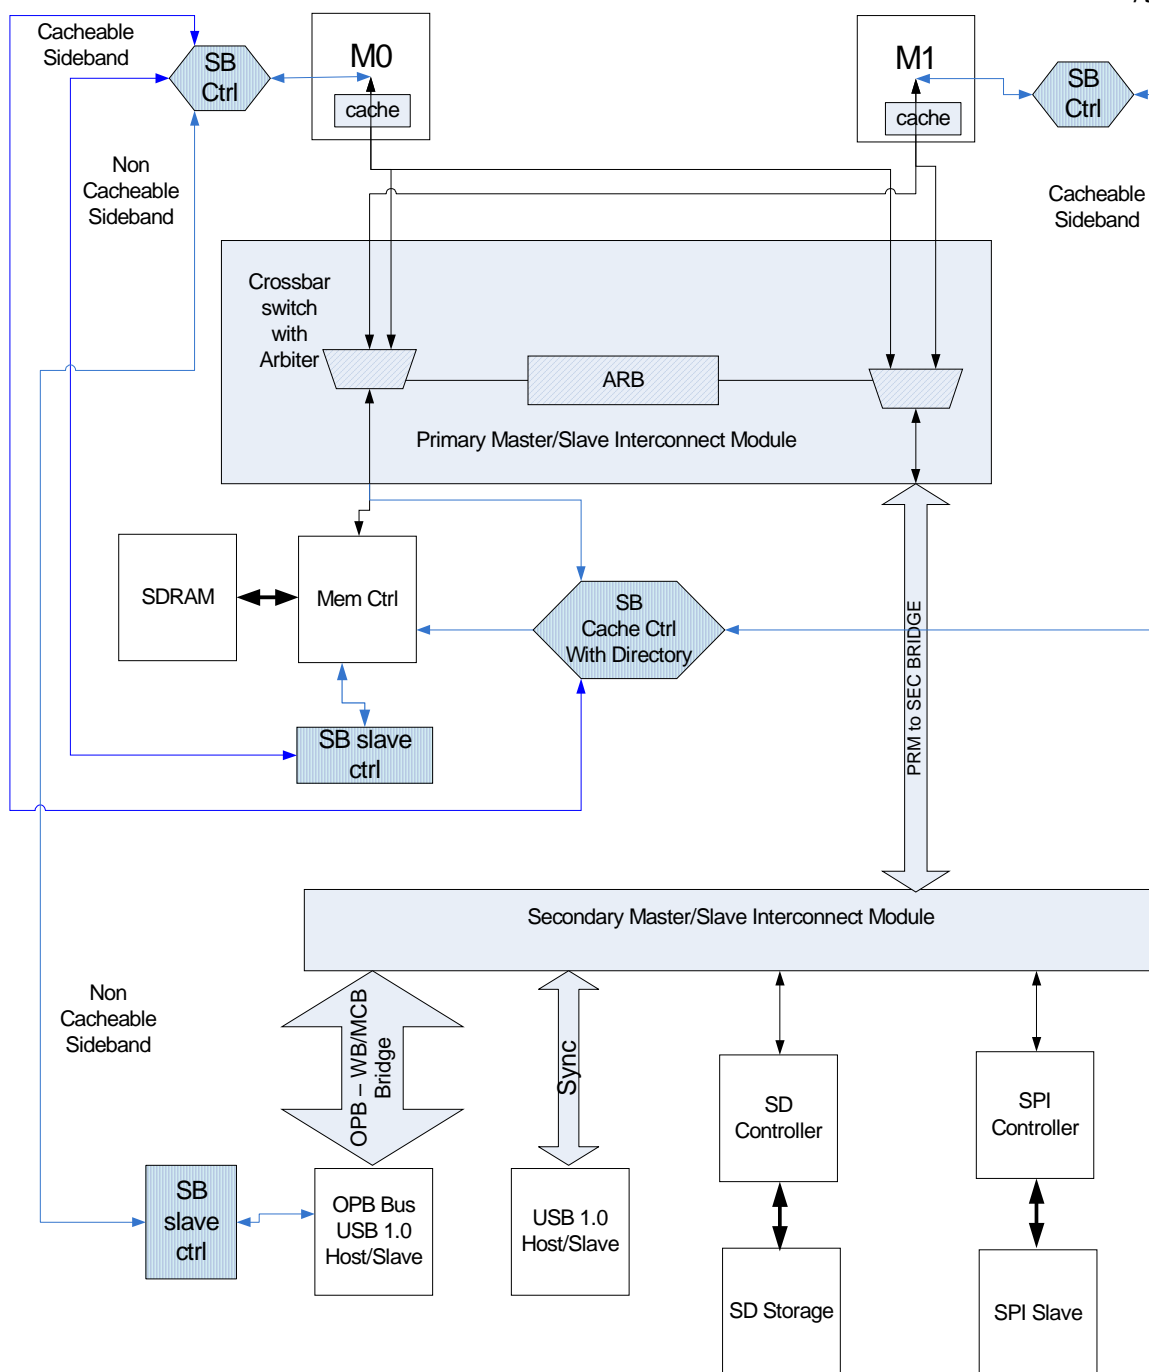 Cacheable
Sideband
SB
Ctrl
M0
cache
M1
cache
SB
Ctrl
Non
Cacheable
Sideband
Cacheable
Sideband
Crossbar
switch
with
Arbiter
ARB
Primary Master/Slave Interconnect Module
SDRAM
Mem Ctrl
SB
Cache Ctrl
With Directory
PRM to SEC BRIDGE
SB slave
ctrl
Secondary Master/Slave Interconnect Module
Non
Cacheable
Sideband
OPB – WB/MCB
Bridge
Sync
SD
Controller
SPI
Controller
SB
slave
ctrl
OPB Bus
USB 1.0
Host/Slave
USB 1.0
Host/Slave
SD Storage
SPI Slave